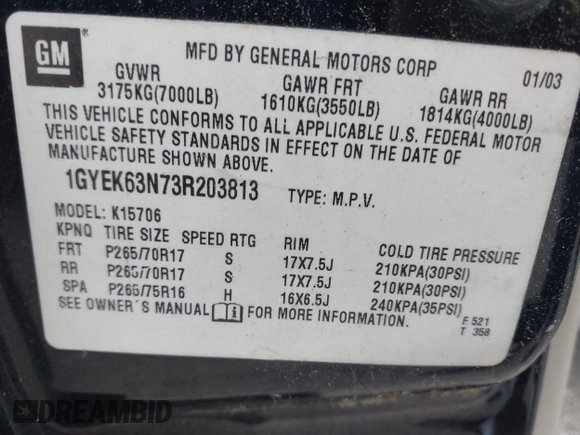 GM
MFD BY GENERAL MOTORS CORP 01/03
GVWR GAWR FRT GAWR RR
3175KG(7000LB) 1610KG(3550LB) 1814KG(4000LB)
THIS VEHICLE CONFORMS TO ALL APPLICABLE U.S. FEDERAL MOTOR
VEHICLE SAFETY STANDARDS IN EFFECT ON THE DATE OF
MANUFACTURE SHOWN ABOVE.
1GYEK63N73R203813 TYPE: M.P.V.
MODEL: K15706
KPNQ TIRE SIZE SPEED RTG RIM COLD TIRE PRESSURE
FRT P265/70R17 S 17X7.5J 210KPA(30PSI)
RR P265/70R17 S 17X7.5J 210KPA(30PSI)
SPA P265/75R16 H 16X6.5J 240KPA(35PSI)
SEE OWNER'S MANUAL FOR MORE INFORMATION.
F 521
T 358
DREAMBID